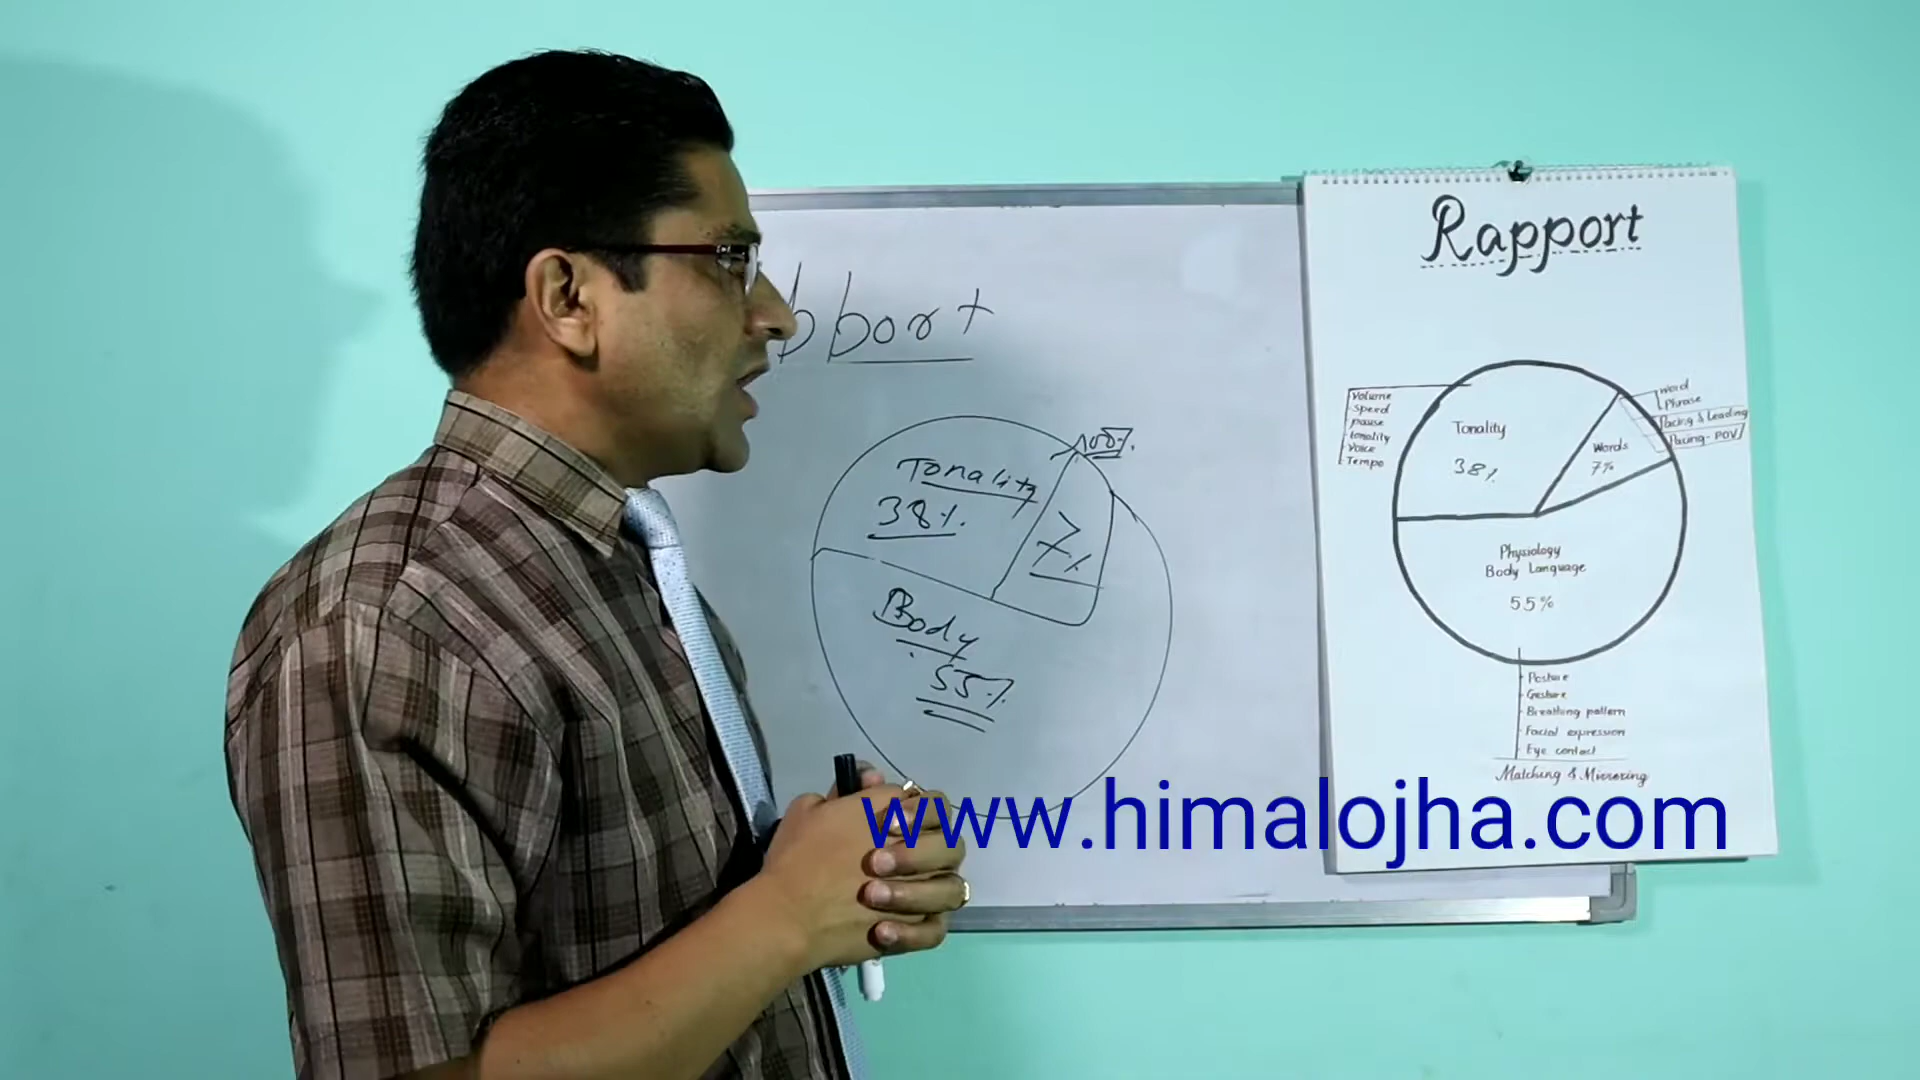 pport
100%
Tonality
38%
7%
Body
55%
Rapport
Volume
Speed
pause
tonality
Voice
Tempo
word
Phrase
Pacing & Leading
Pacing - POV
Tonality
38%
Words
7%
Physiology
Body Language
55%
Posture
Gesture
Breathing pattern
Facial expression
Eye contact
Matching & Mirroring
www.himalojha.com